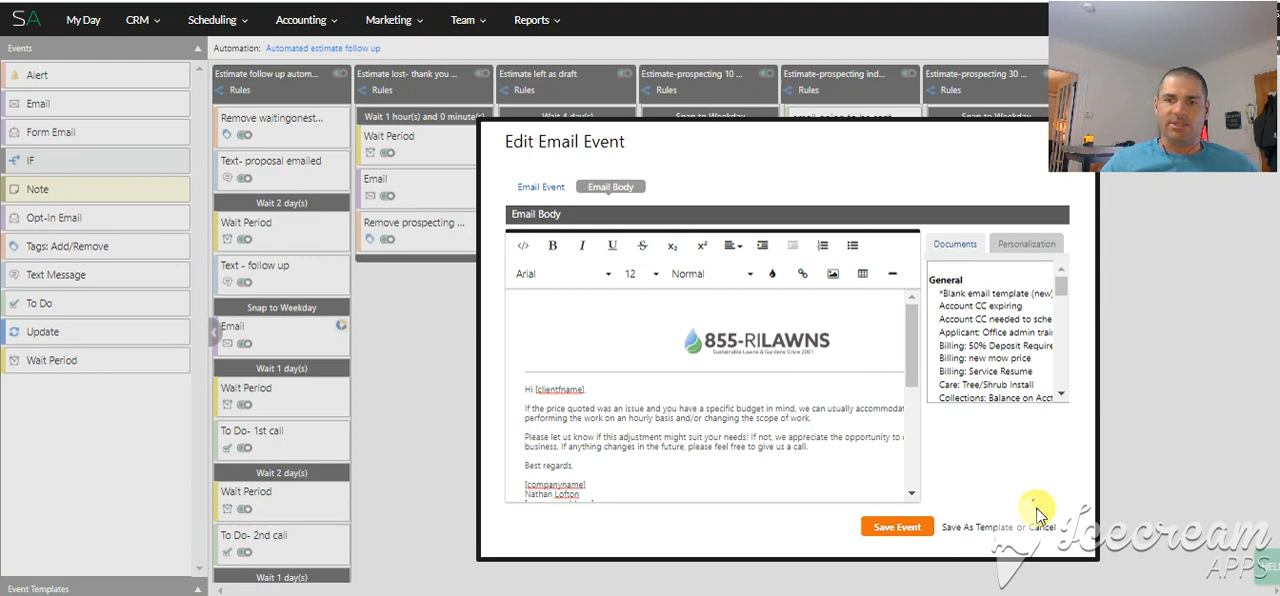 SA My Day CRM Scheduling Accounting Marketing Team Reports
Events
Automation: Automated estimate follow up
Alert
Email
Form Email
IF
Note
Opt-In Email
Tags: Add/Remove
Text Message
To Do
Update
Wait Period
Event Templates
Estimate follow up autom...
Rules
Remove waitingonest...
Text- proposal emailed
Wait 2 day(s)
Wait Period
Text - follow up
Snap to Weekday
Email
Wait 1 day(s)
Wait Period
To Do- 1st call
Wait 2 day(s)
Wait Period
To Do- 2nd call
Wait 1 day(s)
Estimate lost- thank you ...
Rules
Wait 1 hour(s) and 0 minute(s)
Wait Period
Email
Remove prospecting ...
Estimate left as draft
Rules
Estimate-prospecting 10 ...
Rules
Estimate-prospecting ind...
Rules
Estimate-prospecting 30 ...
Rules
Edit Email Event
Email Event Email Body
Email Body
Arial 12 Normal
855-RILAWNS
Sustainable Lawns & Gardens Since 2001
Hi [clientfname],
If the price quoted was an issue and you have a specific budget in mind, we can usually accommodat
performing the work on an hourly basis and/or changing the scope of work.
Please let us know if this adjustment might suit your needs! If not, we appreciate the opportunity to
business. If anything changes in the future, please feel free to give us a call.
Best regards,
[companyname]
Nathan Lofton
Documents Personalization
General
*Blank email template (new)
Account CC expiring
Account CC needed to sche
Applicant: Office admin trai
Billing: 50% Deposit Require
Billing: new mow price
Billing: Service Resume
Care: Tree/Shrub Install
Collections: Balance on Acct
Save Event Save As Template or Cancel
Icecream
APPS